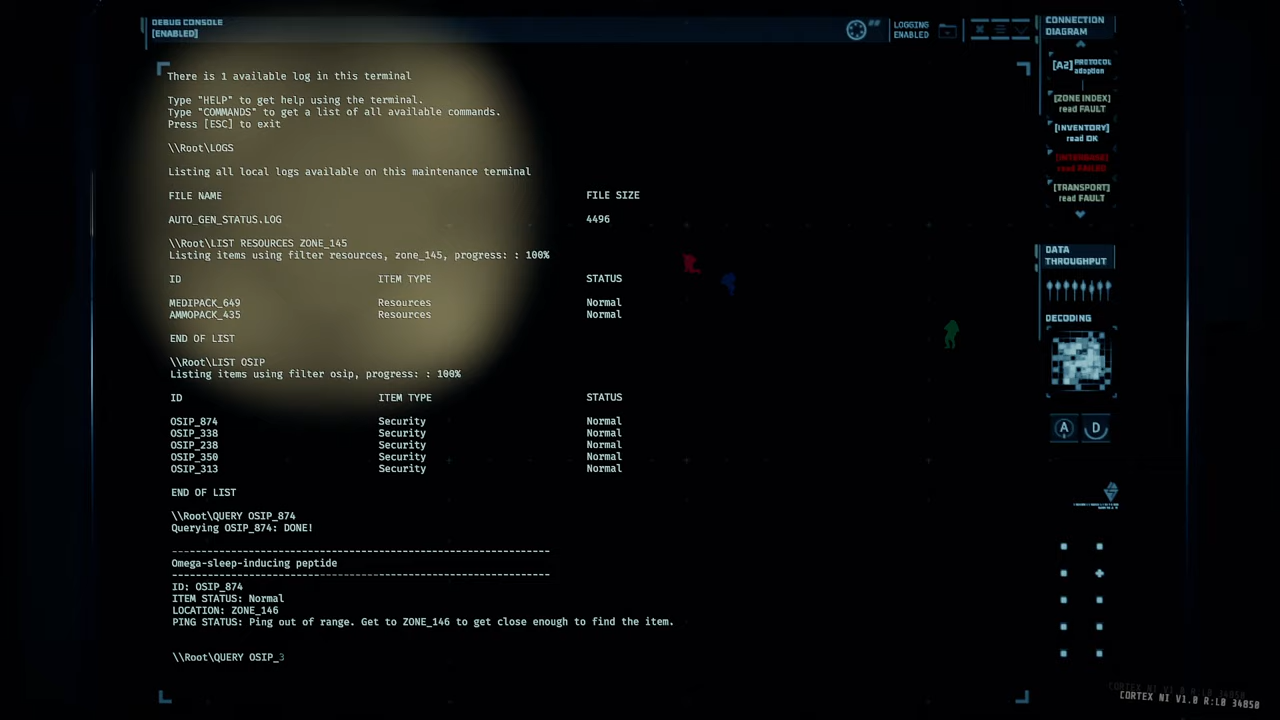 DEBUG CONSOLE
[ENABLED]
LOGGING
ENABLED
There is 1 available log in this terminal
Type "HELP" to get help using the terminal.
Type "COMMANDS" to get a list of all available commands.
Press [ESC] to exit
\\Root\LOGS
Listing all local logs available on this maintenance terminal
FILE NAME FILE SIZE
AUTO_GEN_STATUS.LOG 4496
\\Root\LIST RESOURCES ZONE_145
Listing items using filter resources, zone_145, progress: : 100%
ID ITEM TYPE STATUS
MEDIPACK_649 Resources Normal
AMMOPACK_435 Resources Normal
END OF LIST
\\Root\LIST OSIP
Listing items using filter osip, progress: : 100%
ID ITEM TYPE STATUS
OSIP_874 Security Normal
OSIP_338 Security Normal
OSIP_238 Security Normal
OSIP_350 Security Normal
OSIP_313 Security Normal
END OF LIST
\\Root\QUERY OSIP_874
Querying OSIP_874: DONE!
Omega-sleep-inducing peptide
ID: OSIP_874
ITEM STATUS: Normal
LOCATION: ZONE_146
PING STATUS: Ping out of range. Get to ZONE_146 to get close enough to find the item.
\\Root\QUERY OSIP_3
CONNECTION
DIAGRAM
[A2] PROTOCOL
adoption
[ZONE INDEX]
read FAULT
[INVENTORY]
read OK
[INTERBASE]
read FAILED
[TRANSPORT]
read FAULT
DATA
THROUGHPUT
DECODING
A D
CORTEX NI V1.0 R:L0 34850